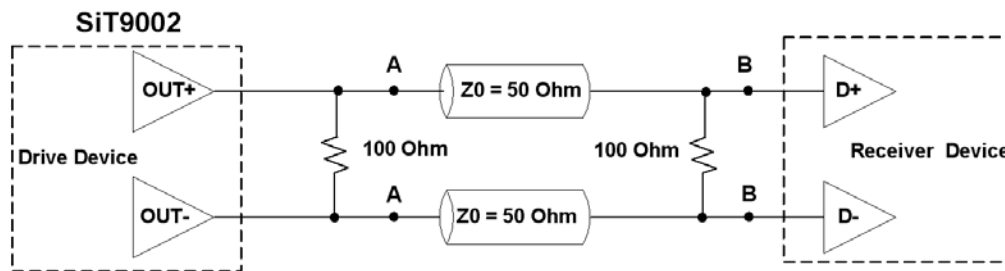 SiT9002
OUT+
A
Z0 = 50 Ohm
B
D+
Drive Device
100 Ohm
100 Ohm
Receiver Device
OUT-
A
Z0 = 50 Ohm
B
D-